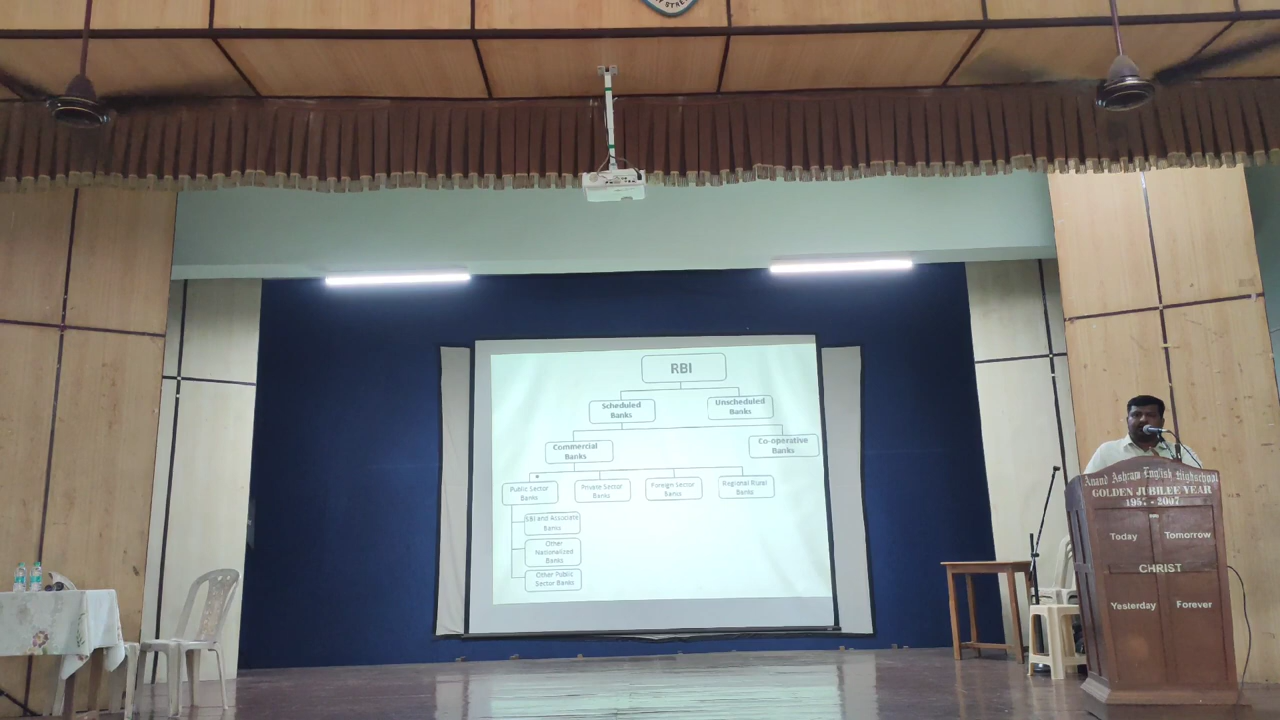 RBI
Scheduled
Banks
Unscheduled
Banks
Commercial
Banks
Co-operative
Banks
Public Sector
Banks
Private Sector
Banks
Foreign Sector
Banks
Regional Rural
Banks
SBI and Associate
Banks
Other
Nationalized
Banks
Other Public
Sector Banks
Anand Ashram English Highschool
GOLDEN JUBILEE YEAR
1957 - 2007
Today Tomorrow
CHRIST
Yesterday Forever